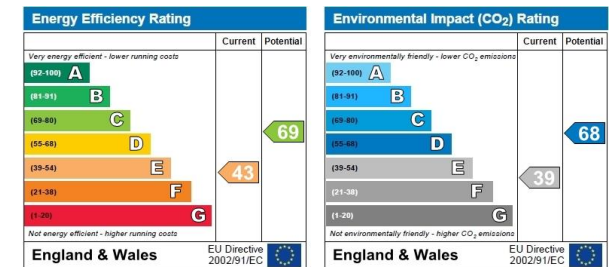 Energy Efficiency Rating
Current Potential
Very energy efficient - lower running costs
(92-100) A
(81-91) B
(69-80) C
69
(55-68) D
(39-54) E
43
(21-38) F
(1-20) G
Not energy efficient - higher running costs
England & Wales
EU Directive
2002/91/EC
Environmental Impact (CO₂) Rating
Current Potential
Very environmentally friendly - lower CO₂ emissions
(92-100) A
(81-91) B
(69-80) C
(55-68) D
68
(39-54) E
39
(21-38) F
(1-20) G
Not environmentally friendly - higher CO₂ emissions
England & Wales
EU Directive
2002/91/EC